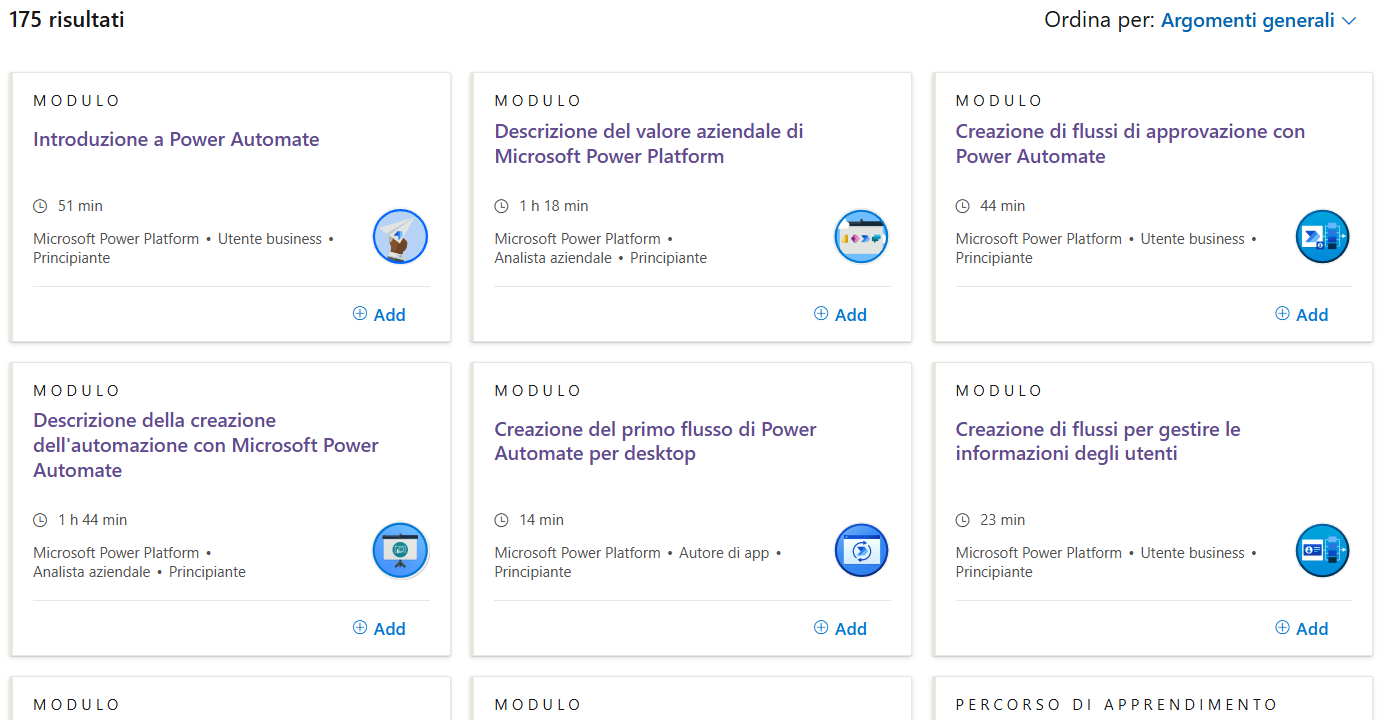 175 risultati
Ordina per: Argomenti generali
MODULO
Introduzione a Power Automate
51 min
Microsoft Power Platform • Utente business •
Principiante
Add
MODULO
Descrizione del valore aziendale di
Microsoft Power Platform
1 h 18 min
Microsoft Power Platform •
Analista aziendale • Principiante
Add
MODULO
Creazione di flussi di approvazione con
Power Automate
44 min
Microsoft Power Platform • Utente business •
Principiante
Add
MODULO
Descrizione della creazione
dell'automazione con Microsoft Power
Automate
1 h 44 min
Microsoft Power Platform •
Analista aziendale • Principiante
Add
MODULO
Creazione del primo flusso di Power
Automate per desktop
14 min
Microsoft Power Platform • Autore di app •
Principiante
Add
MODULO
Creazione di flussi per gestire le
informazioni degli utenti
23 min
Microsoft Power Platform • Utente business •
Principiante
Add
MODULO
MODULO
PERCORSO DI APPRENDIMENTO